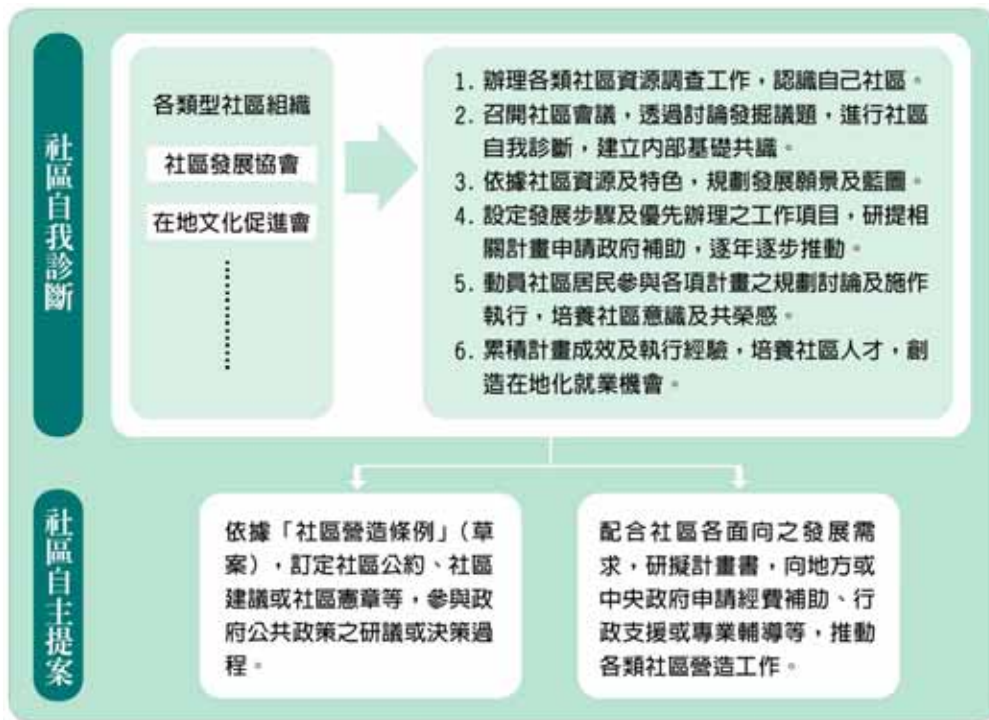 社區自我診斷
各類型社區組織
社區發展協會
在地文化促進會
1. 辦理各類社區資源調查工作，認識自己社區。
2. 召開社區會議，透過討論發掘議題，進行社區
自我診斷，建立內部基礎共識。
3. 依據社區資源及特色，規劃發展願景及藍圖。
4. 設定發展步驟及優先辦理之工作項目，研提相
關計畫申請政府補助，逐年逐步推動。
5. 動員社區居民參與各項計畫之規劃討論及施作
執行，培養社區意識及共榮感。
6. 累積計畫成效及執行經驗，培養社區人才，創
造在地化就業機會。
社區自主提案
依據「社區營造條例」（草
案），訂定社區公約、社區
建議或社區憲章等，參與政
府公共政策之研議或決策過
程。
配合社區各面向之發展需
求，研擬計畫書，向地方或
中央政府申請經費補助、行
政支援或專業輔導等，推動
各類社區營造工作。